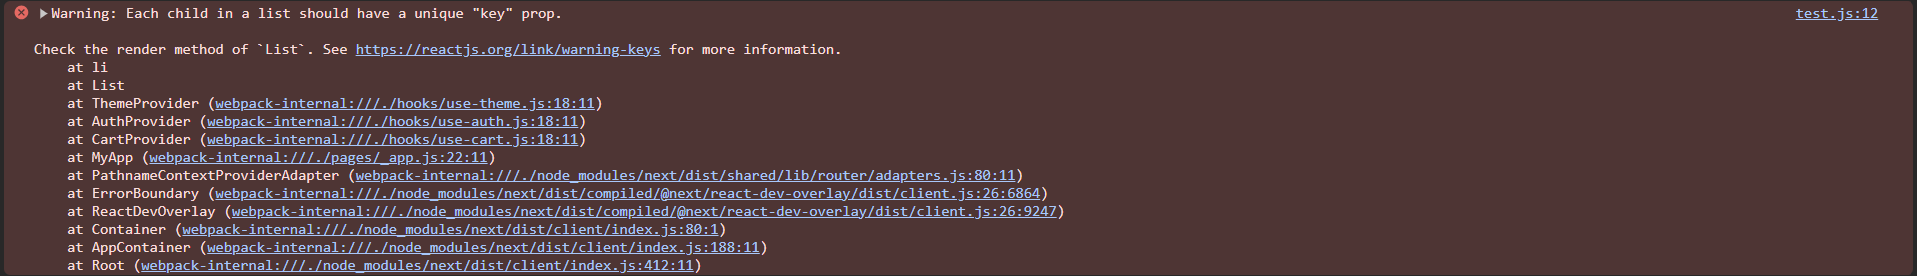 Warning: Each child in a list should have a unique "key" prop. test.js:12
Check the render method of `List`. See https://reactjs.org/link/warning-keys for more information.
at li
at List
at ThemeProvider (webpack-internal:///./hooks/use-theme.js:18:11)
at AuthProvider (webpack-internal:///./hooks/use-auth.js:18:11)
at CartProvider (webpack-internal:///./hooks/use-cart.js:18:11)
at MyApp (webpack-internal:///./pages/_app.js:22:11)
at PathnameContextProviderAdapter (webpack-internal:///./node_modules/next/dist/shared/lib/router/adapters.js:80:11)
at ErrorBoundary (webpack-internal:///./node_modules/next/dist/compiled/@next/react-dev-overlay/dist/client.js:26:6864)
at ReactDevOverlay (webpack-internal:///./node_modules/next/dist/compiled/@next/react-dev-overlay/dist/client.js:26:9247)
at Container (webpack-internal:///./node_modules/next/dist/client/index.js:80:1)
at AppContainer (webpack-internal:///./node_modules/next/dist/client/index.js:188:11)
at Root (webpack-internal:///./node_modules/next/dist/client/index.js:412:11)